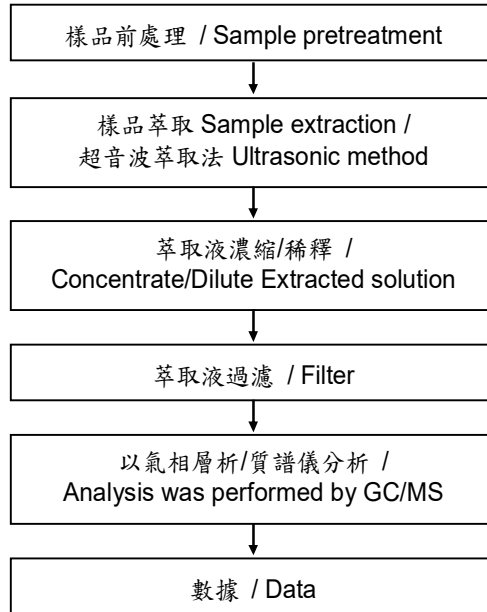 樣品前處理 / Sample pretreatment
樣品萃取 Sample extraction /
超音波萃取法 Ultrasonic method
萃取液濃縮/稀釋 /
Concentrate/Dilute Extracted solution
萃取液過濾 / Filter
以氣相層析/質譜儀分析 /
Analysis was performed by GC/MS
數據 / Data